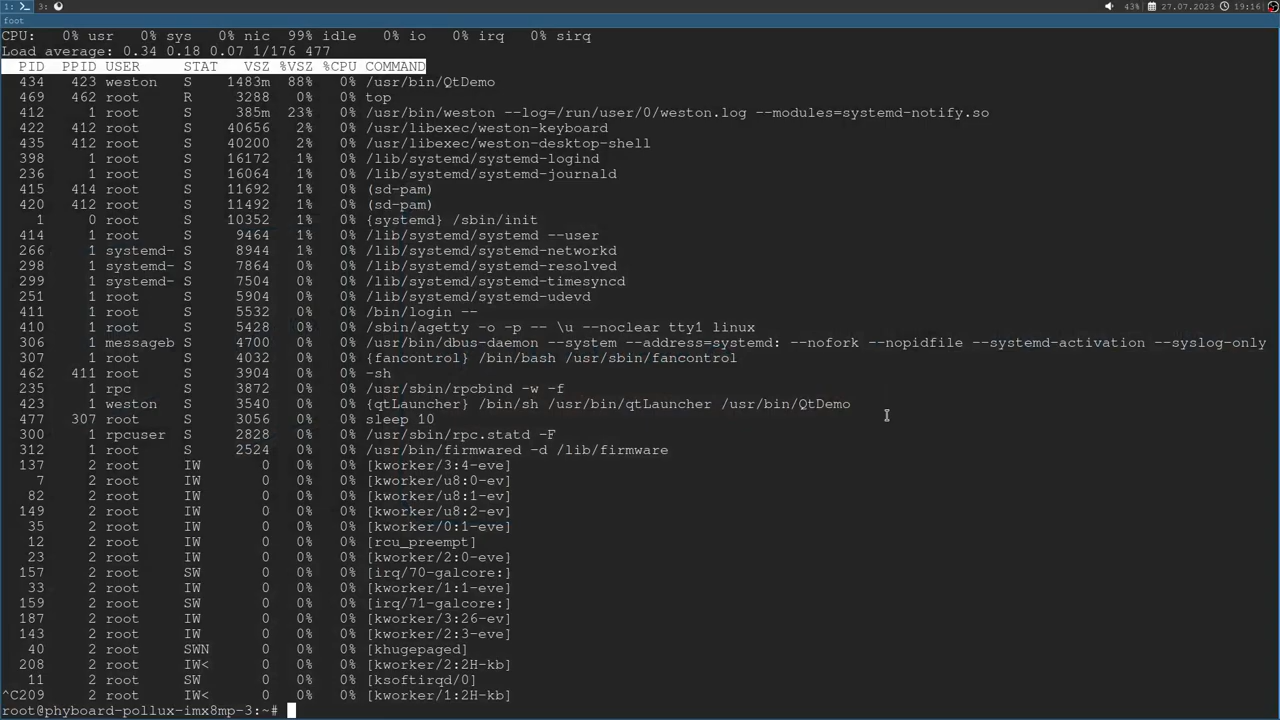 1: 3: 43% 27.07.2023 19:16
foot
CPU:   0% usr   0% sys   0% nic  99% idle   0% io   0% irq   0% sirq
Load average: 0.34 0.18 0.07 1/176 477
  PID  PPID USER     STAT   VSZ %VSZ %CPU COMMAND
  434   423 weston   S    1483m  88%   0% /usr/bin/QtDemo
  469   462 root     R     3288   0%   0% top
  412     1 root     S     385m  23%   0% /usr/bin/weston --log=/run/user/0/weston.log --modules=systemd-notify.so
  422   412 root     S    40656   2%   0% /usr/libexec/weston-keyboard
  435   412 root     S    40200   2%   0% /usr/libexec/weston-desktop-shell
  398     1 root     S    16172   1%   0% /lib/systemd/systemd-logind
  236     1 root     S    16064   1%   0% /lib/systemd/systemd-journald
  415   414 root     S    11692   1%   0% (sd-pam)
  420   412 root     S    11492   1%   0% (sd-pam)
    1     0 root     S    10352   1%   0% {systemd} /sbin/init
  414     1 root     S     9464   1%   0% /lib/systemd/systemd --user
  266     1 systemd- S     8944   1%   0% /lib/systemd/systemd-networkd
  298     1 systemd- S     7864   0%   0% /lib/systemd/systemd-resolved
  299     1 systemd- S     7504   0%   0% /lib/systemd/systemd-timesyncd
  251     1 root     S     5904   0%   0% /lib/systemd/systemd-udevd
  411     1 root     S     5532   0%   0% /bin/login --
  410     1 root     S     5428   0%   0% /sbin/agetty -o -p -- \u --noclear tty1 linux
  306     1 messageb S     4700   0%   0% /usr/bin/dbus-daemon --system --address=systemd: --nofork --nopidfile --systemd-activation --syslog-only
  307     1 root     S     4032   0%   0% {fancontrol} /bin/bash /usr/sbin/fancontrol
  462   411 root     S     3904   0%   0% -sh
  235     1 rpc      S     3872   0%   0% /usr/sbin/rpcbind -w -f
  423     1 weston   S     3540   0%   0% {qtLauncher} /bin/sh /usr/bin/qtLauncher /usr/bin/QtDemo
  477   307 root     S     3056   0%   0% sleep 10
  300     1 rpcuser  S     2828   0%   0% /usr/sbin/rpc.statd -F
  312     1 root     S     2524   0%   0% /usr/bin/firmwared -d /lib/firmware
  137     2 root     IW       0   0%   0% [kworker/3:4-eve]
    7     2 root     IW       0   0%   0% [kworker/u8:0-ev]
   82     2 root     IW       0   0%   0% [kworker/u8:1-ev]
  149     2 root     IW       0   0%   0% [kworker/u8:2-ev]
   35     2 root     IW       0   0%   0% [kworker/0:1-eve]
   12     2 root     IW       0   0%   0% [rcu_preempt]
   23     2 root     IW       0   0%   0% [kworker/2:0-eve]
  157     2 root     SW       0   0%   0% [irq/70-galcore:]
   33     2 root     IW       0   0%   0% [kworker/1:1-eve]
  159     2 root     SW       0   0%   0% [irq/71-galcore:]
  187     2 root     IW       0   0%   0% [kworker/3:26-ev]
  143     2 root     IW       0   0%   0% [kworker/2:3-eve]
   40     2 root     SWN      0   0%   0% [khugepaged]
  208     2 root     IW<      0   0%   0% [kworker/2:2H-kb]
   11     2 root     SW       0   0%   0% [ksoftirqd/0]
^C209     2 root     IW<      0   0%   0% [kworker/1:2H-kb]
root@phyboard-pollux-imx8mp-3:~#